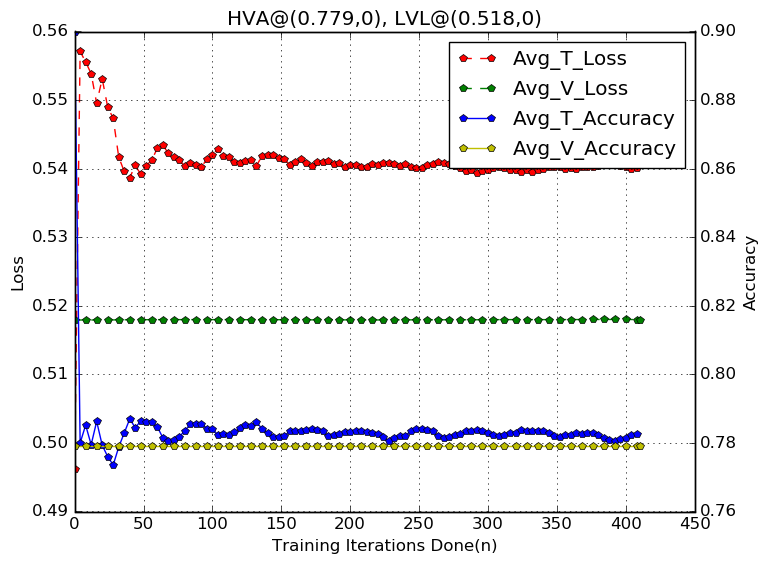 HVA@(0.779,0), LVL@(0.518,0)
0.56
0.55
0.54
0.53
0.52
0.51
0.50
0.49
Loss
Avg_T_Loss
Avg_V_Loss
Avg_T_Accuracy
Avg_V_Accuracy
0.90
0.88
0.86
0.84
0.82
0.80
0.78
0.76
Accuracy
0 50 100 150 200 250 300 350 400 450
Training Iterations Done(n)